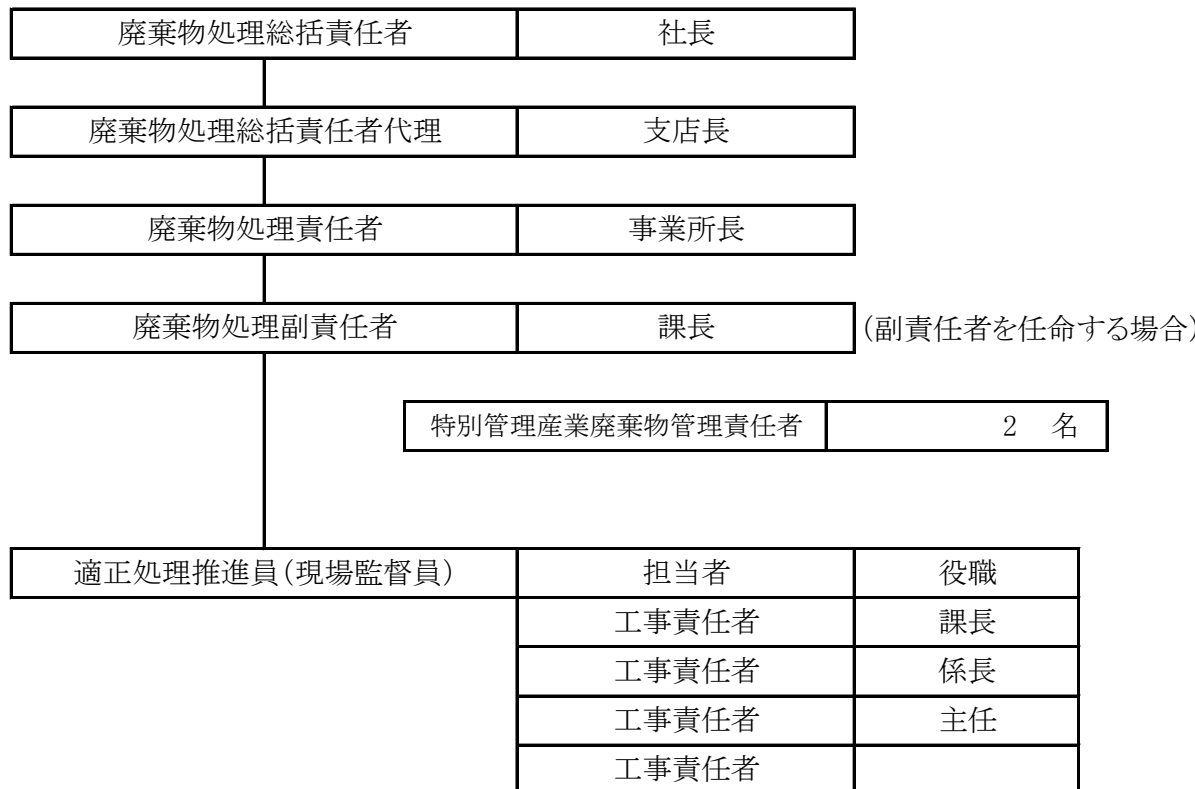 廃棄物処理総括責任者 社長
廃棄物処理総括責任者代理 支店長
廃棄物処理責任者 事業所長
廃棄物処理副責任者 課長 (副責任者を任命する場合)
特別管理産業廃棄物管理責任者 2 名
適正処理推進員(現場監督員) 担当者 役職
工事責任者 課長
工事責任者 係長
工事責任者 主任
工事責任者